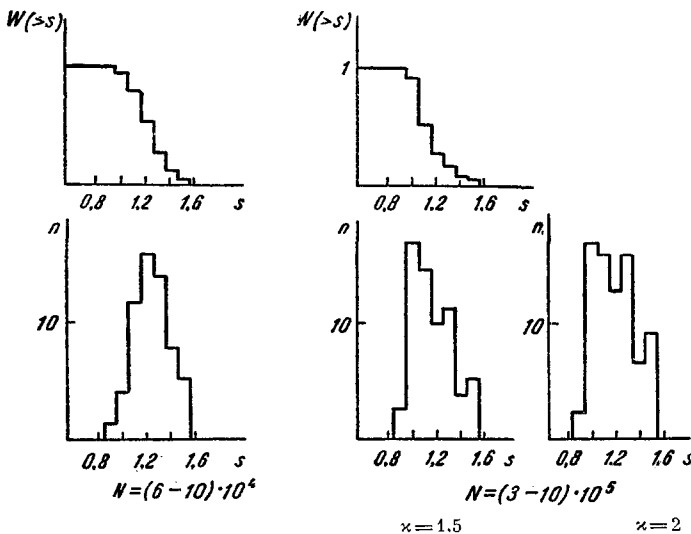 W(⩾s)
W(>s)
1
0,8 1.2 1.6 s
0,8 1.2 1.6
n
10
n
10
n.
10
0,8 1.2 1.6 s
0.8 1.2 1.6 s
0.8 1.2 1.6 s
N=(6−10)·10⁴
N=(3−10)·10⁵
ϰ=1.5
ϰ=2